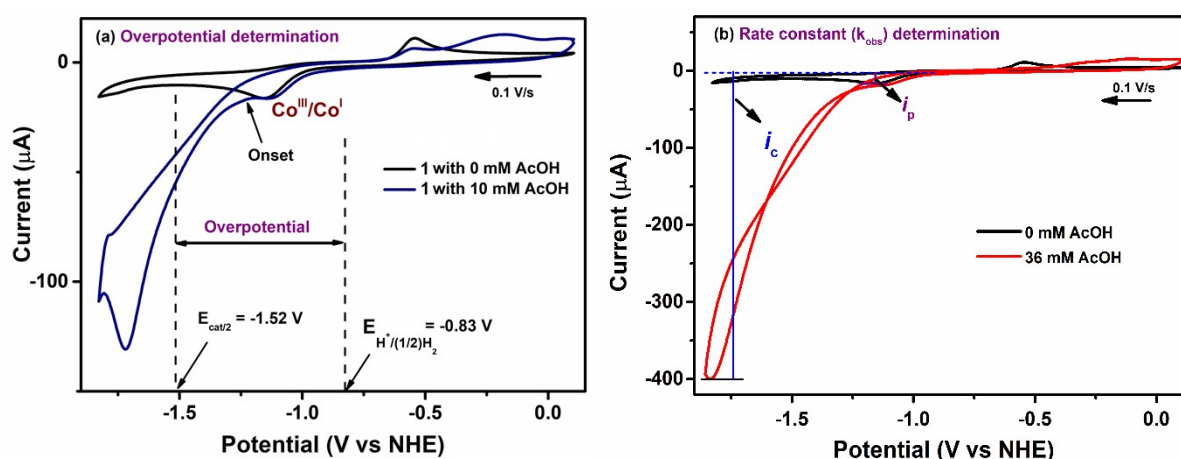 (a) Overpotential determination
0.1 V/s
Co^III/Co^I
Onset
1 with 0 mM AcOH
1 with 10 mM AcOH
Overpotential
E_cat/2 = -1.52 V
E_H^+/(1/2)H_2 = -0.83 V
0
-100
Current (µA)
-1.5
-1.0
-0.5
0.0
Potential (V vs NHE)
(b) Rate constant (k_obs) determination
0.1 V/s
i_p
i_c
0 mM AcOH
36 mM AcOH
100
0
-100
-200
-300
-400
Current (µA)
-1.5
-1.0
-0.5
0.0
Potential (V vs NHE)